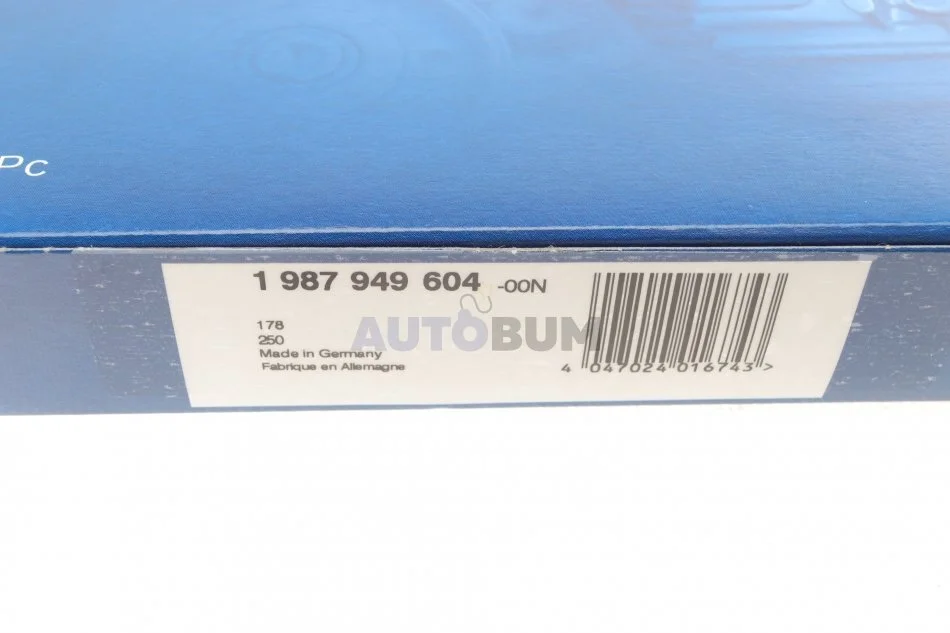 Pc
1 987 949 604 -00N
178
250
Made in Germany
Fabrique en Allemagne
AUTOBUM
4 047024 016743 >